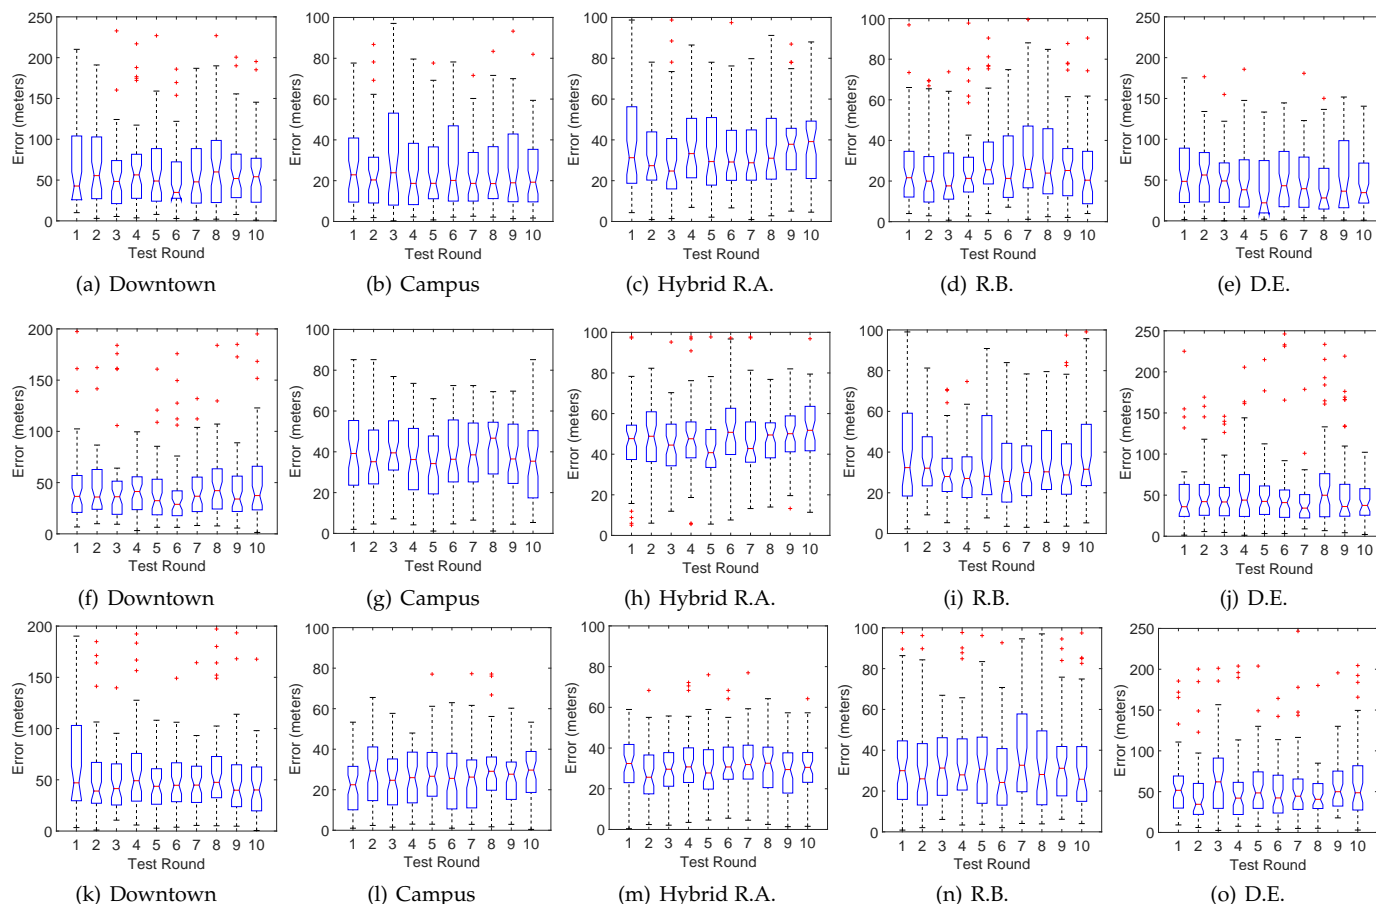 250
200
150
100
50
0
Error (meters)
1 2 3 4 5 6 7 8 9 10
Test Round
(a) Downtown
100
80
60
40
20
0
Error (meters)
1 2 3 4 5 6 7 8 9 10
Test Round
(b) Campus
100
80
60
40
20
0
Error (meters)
1 2 3 4 5 6 7 8 9 10
Test Round
(c) Hybrid R.A.
100
80
60
40
20
0
Error (meters)
1 2 3 4 5 6 7 8 9 10
Test Round
(d) R.B.
250
200
150
100
50
0
Error (meters)
1 2 3 4 5 6 7 8 9 10
Test Round
(e) D.E.
200
150
100
50
0
Error (meters)
1 2 3 4 5 6 7 8 9 10
Test Round
(f) Downtown
100
80
60
40
20
0
Error (meters)
1 2 3 4 5 6 7 8 9 10
Test Round
(g) Campus
100
80
60
40
20
0
Error (meters)
1 2 3 4 5 6 7 8 9 10
Test Round
(h) Hybrid R.A.
100
80
60
40
20
0
Error (meters)
1 2 3 4 5 6 7 8 9 10
Test Round
(i) R.B.
250
200
150
100
50
0
Error (meters)
1 2 3 4 5 6 7 8 9 10
Test Round
(j) D.E.
200
150
100
50
0
Error (meters)
1 2 3 4 5 6 7 8 9 10
Test Round
(k) Downtown
100
80
60
40
20
0
Error (meters)
1 2 3 4 5 6 7 8 9 10
Test Round
(l) Campus
100
80
60
40
20
0
Error (meters)
1 2 3 4 5 6 7 8 9 10
Test Round
(m) Hybrid R.A.
100
80
60
40
20
0
Error (meters)
1 2 3 4 5 6 7 8 9 10
Test Round
(n) R.B.
250
200
150
100
50
0
Error (meters)
1 2 3 4 5 6 7 8 9 10
Test Round
(o) D.E.